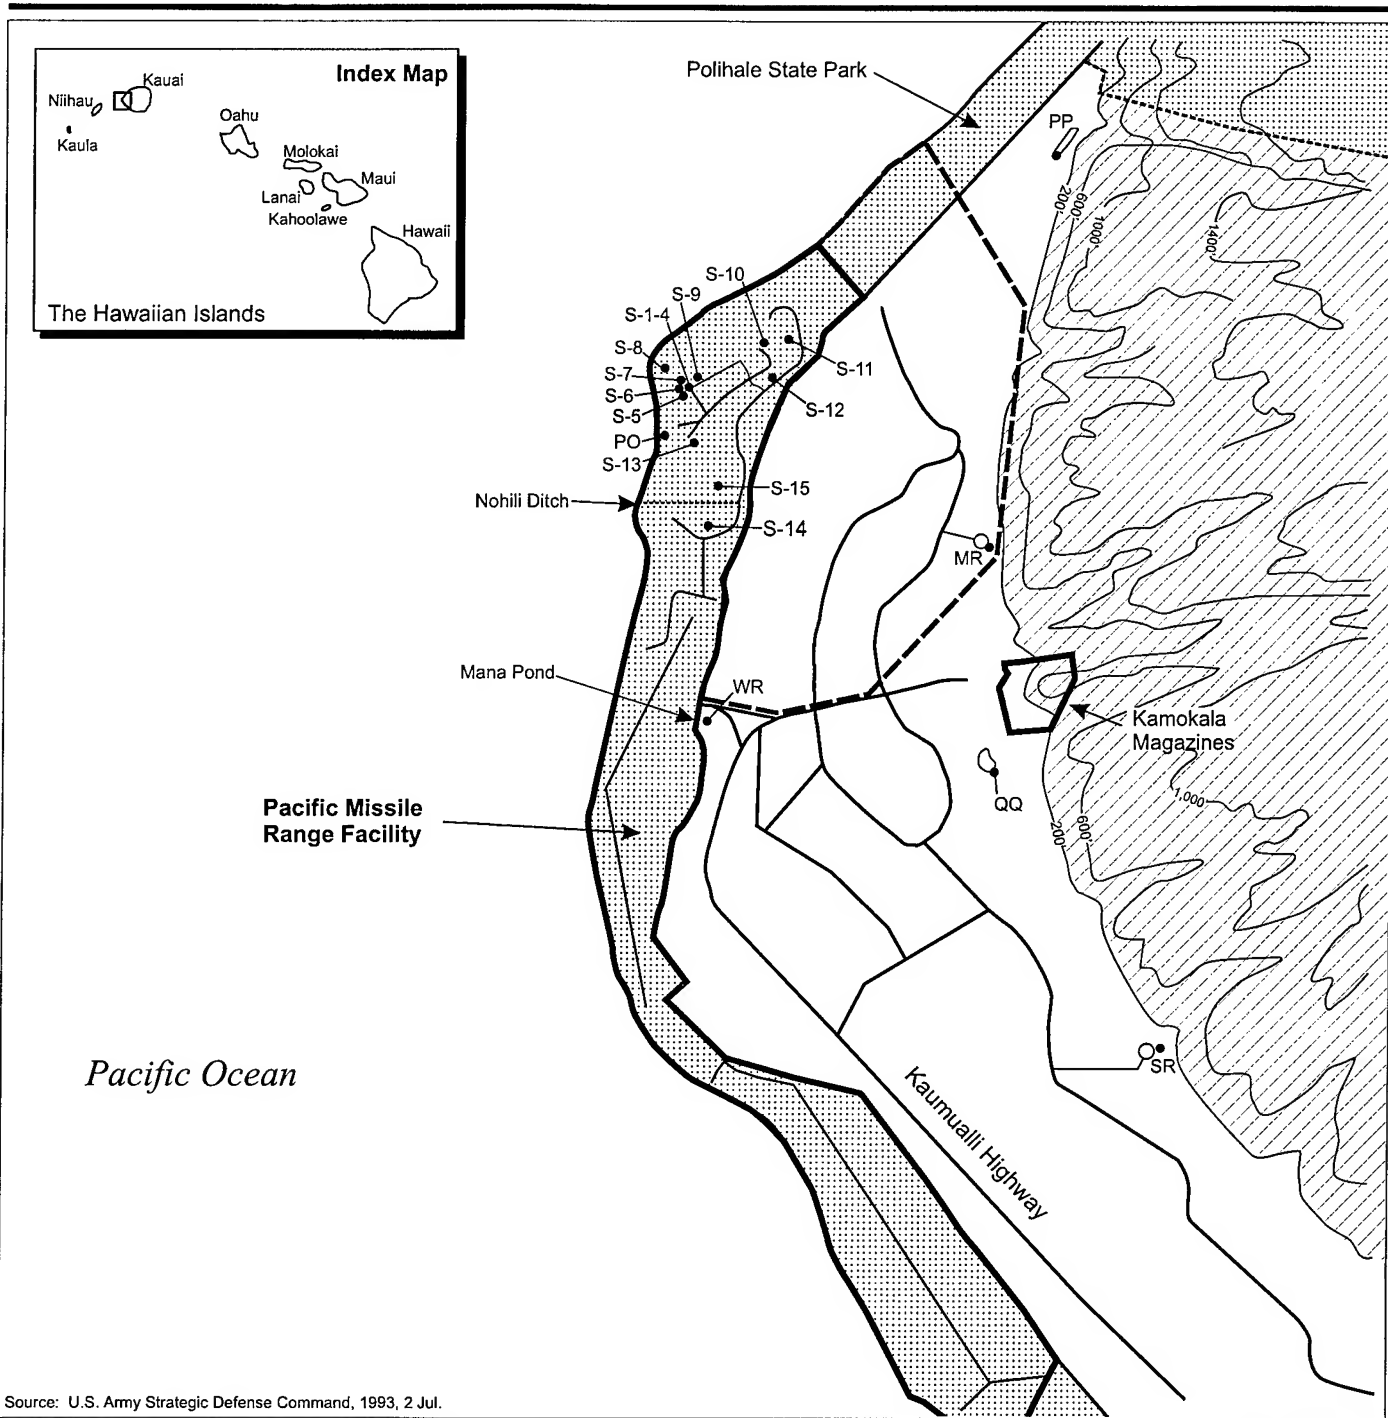 Index Map
Kauai
Niihau
Kaula
Oahu
Molokai
Lanai
Maui
Kahoolawe
Hawaii
The Hawaiian Islands
Polihale State Park
PP
200
600
1000'
1400'
S-10
S-9
S-1-4
S-8
S-7
S-6
S-5
PO
S-13
S-11
S-12
S-15
Nohili Ditch
S-14
MR
Mana Pond
WR
Kamokala
Magazines
QQ
1,000
600'
200'
Pacific Missile
Range Facility
SR
Pacific Ocean
Kaumualli Highway
Source: U.S. Army Strategic Defense Command, 1993, 2 Jul.